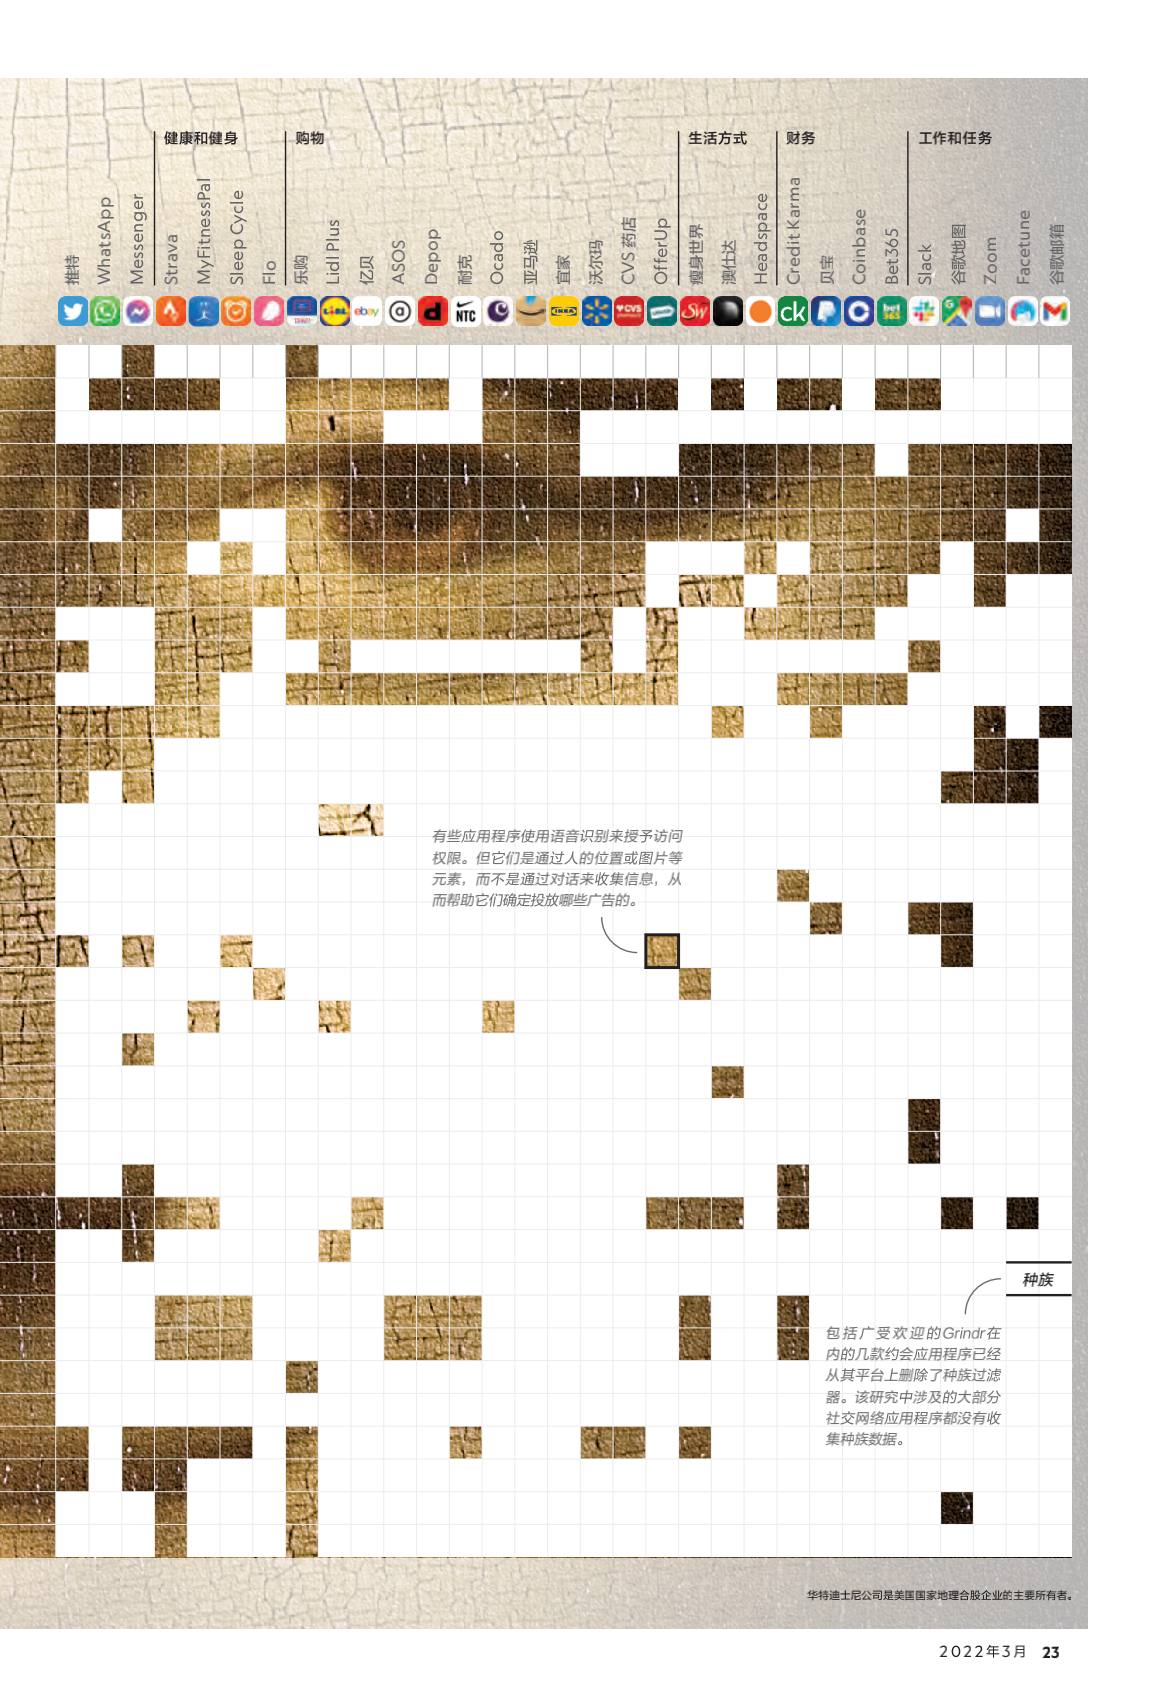 健康和健身
购物
生活方式
财务
工作和任务
推特
WhatsApp
Messenger
Strava
MyFitnessPal
Sleep Cycle
Flo
乐购
Lidl Plus
亿贝
ASOS
Depop
耐克
Ocado
亚马逊
宜家
沃尔玛
CVS 药店
OfferUp
瘦身世界
澳仕达
Headspace
Credit Karma
贝宝
Coinbase
Bet365
Slack
谷歌地图
Zoom
Facetune
谷歌邮箱
LIDL
ebay
@
d
NTC
IKEA
CVS
SW
ck
bet
365
有些应用程序使用语音识别来授予访问
权限。但它们是通过人的位置或图片等
元素，而不是通过对话来收集信息，从
而帮助它们确定投放哪些广告的。
种族
包括广受欢迎的Grindr在
内的几款约会应用程序已经
从其平台上删除了种族过滤
器。该研究中涉及的大部分
社交网络应用程序都没有收
集种族数据。
华特迪士尼公司是美国国家地理合股企业的主要所有者。
2022年3月 23